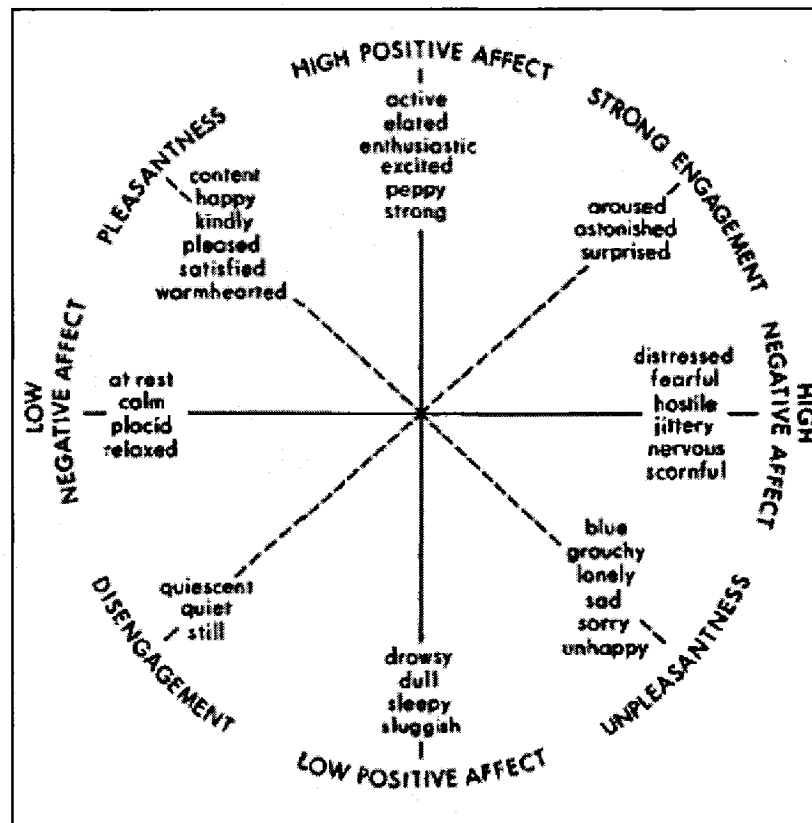 HIGH POSITIVE AFFECT
active
elated
enthusiastic
excited
peppy
strong
STRONG ENGAGEMENT
aroused
astonished
surprised
PLEASANTNESS
content
happy
kindly
pleased
satisfied
warmhearted
LOW
NEGATIVE AFFECT
at rest
calm
placid
relaxed
HIGH
NEGATIVE AFFECT
distressed
fearful
hostile
jittery
nervous
scornful
DISENGAGEMENT
quiescent
quiet
still
LOW POSITIVE AFFECT
drowsy
dull
sleepy
sluggish
UNPLEASANTNESS
blue
grouchy
lonely
sad
sorry
unhappy